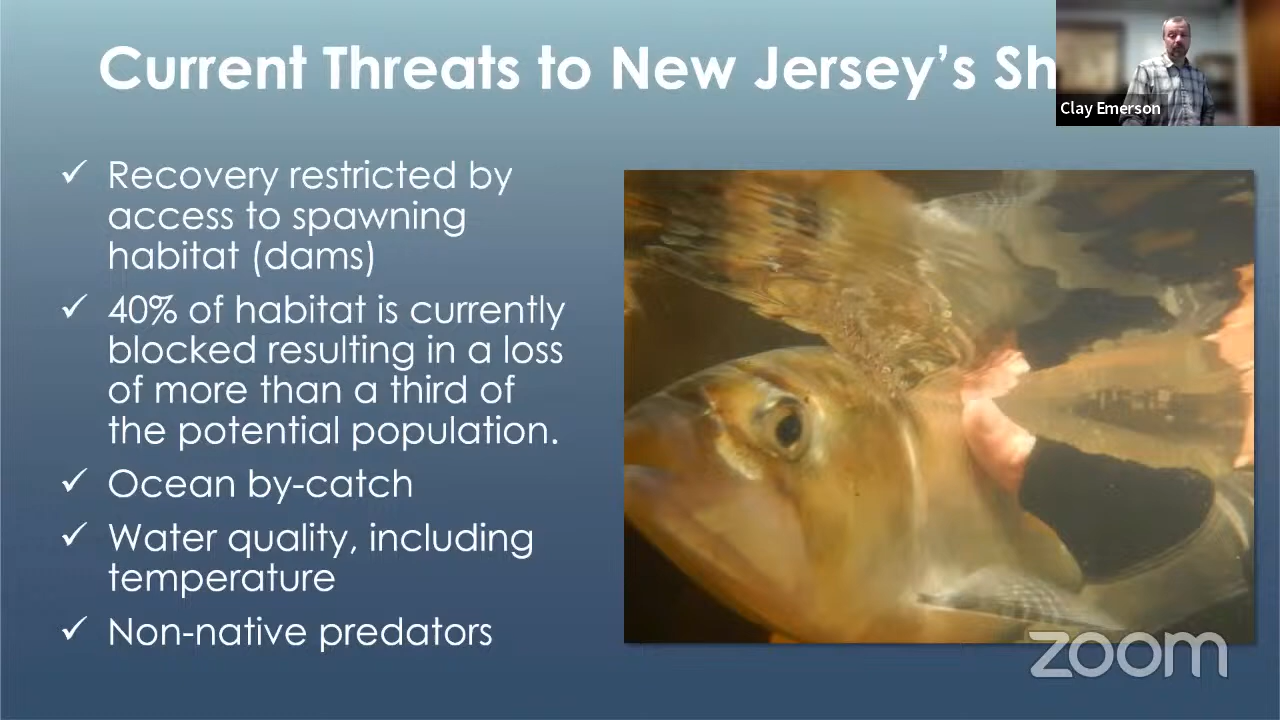 Current Threats to New Jersey's Sh
Clay Emerson
✓ Recovery restricted by
access to spawning
habitat (dams)
✓ 40% of habitat is currently
blocked resulting in a loss
of more than a third of
the potential population.
✓ Ocean by-catch
✓ Water quality, including
temperature
✓ Non-native predators
zoom